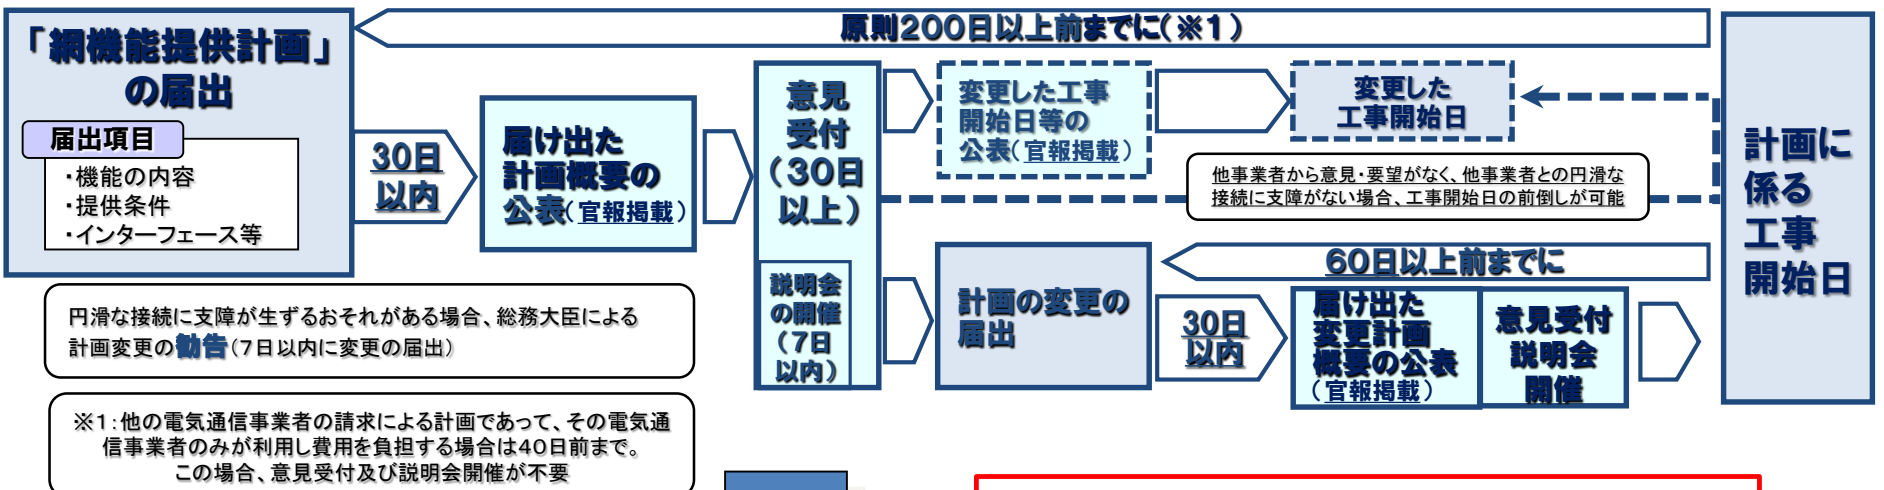 原則200日以上前までに(※1)
「網機能提供計画」
の届出
届出項目
・機能の内容
・提供条件
・インターフェース等
30日
以内
届け出た
計画概要の
公表(官報掲載)
意見
受付
(30日
以上)
説明会
の開催
(7日
以内)
変更した工事
開始日等の
公表(官報掲載)
変更した
工事開始日
他事業者から意見・要望がなく、他事業者との円滑な
接続に支障がない場合、工事開始日の前倒しが可能
計画の変更の
届出
60日以上前までに
30日
以内
届け出た
変更計画
概要の公表
(官報掲載)
意見受付
説明会
開催
計画に
係る
工事
開始日
円滑な接続に支障が生ずるおそれがある場合、総務大臣による
計画変更の勧告(7日以内に変更の届出)
※1:他の電気通信事業者の請求による計画であって、その電気通
信事業者のみが利用し費用を負担する場合は40日前まで。
この場合、意見受付及び説明会開催が不要